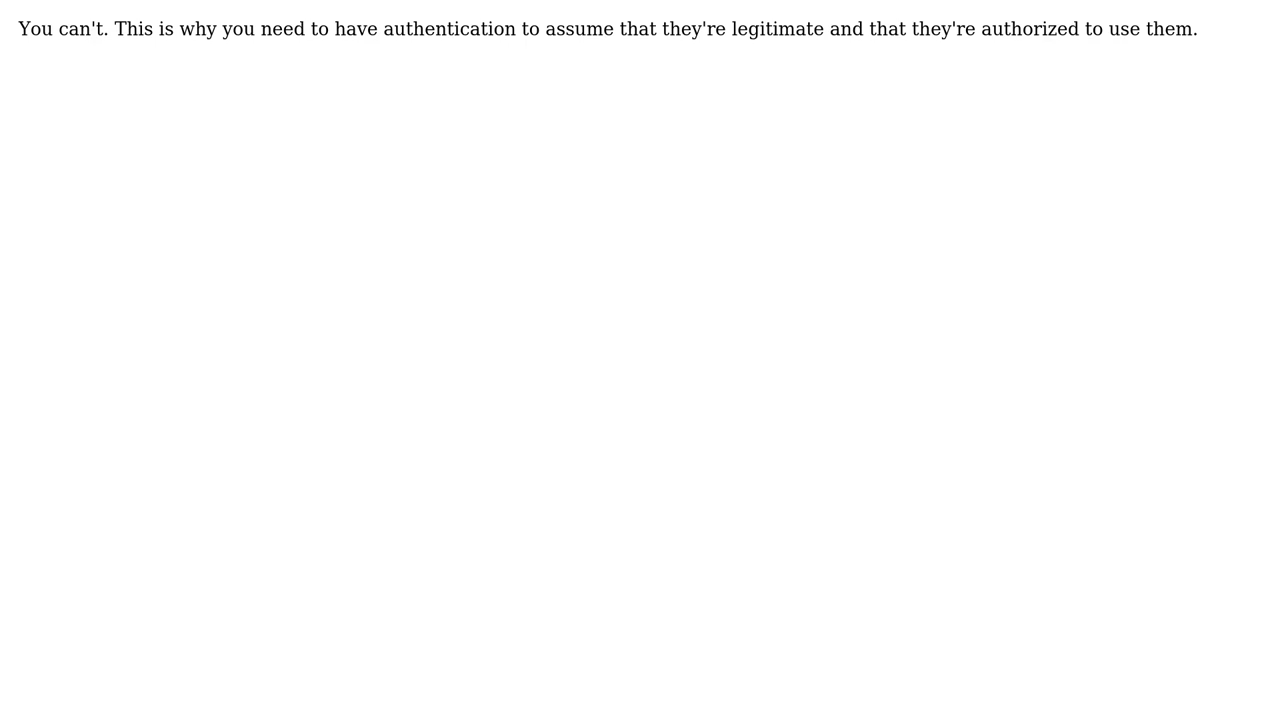 You can't. This is why you need to have authentication to assume that they're legitimate and that they're authorized to use them.